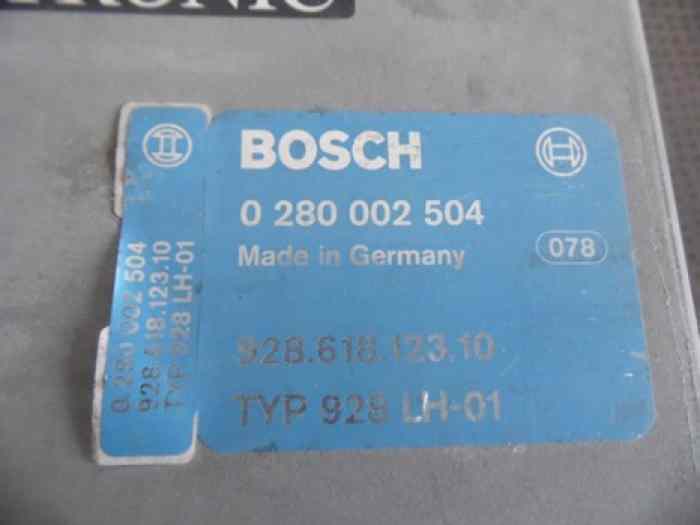 TRONIC
BOSCH
0 280 002 504
Made in Germany
078
928.618.123.10
TYP 928 LH-01
0 280 002 504
928.618.123.10
TYP 928 LH-01